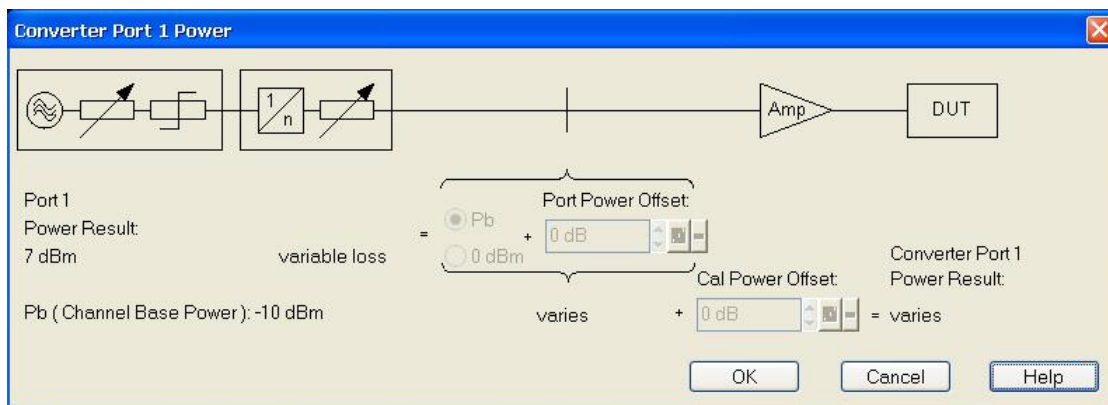 Converter Port 1 Power
1
n
Amp
DUT
Port 1
Power Result:
7 dBm
variable loss
=
Pb
0 dBm
+
Port Power Offset:
0 dB
Converter Port 1
Power Result:
Cal Power Offset:
Pb ( Channel Base Power ): -10 dBm
varies
+
0 dB
= varies
OK
Cancel
Help